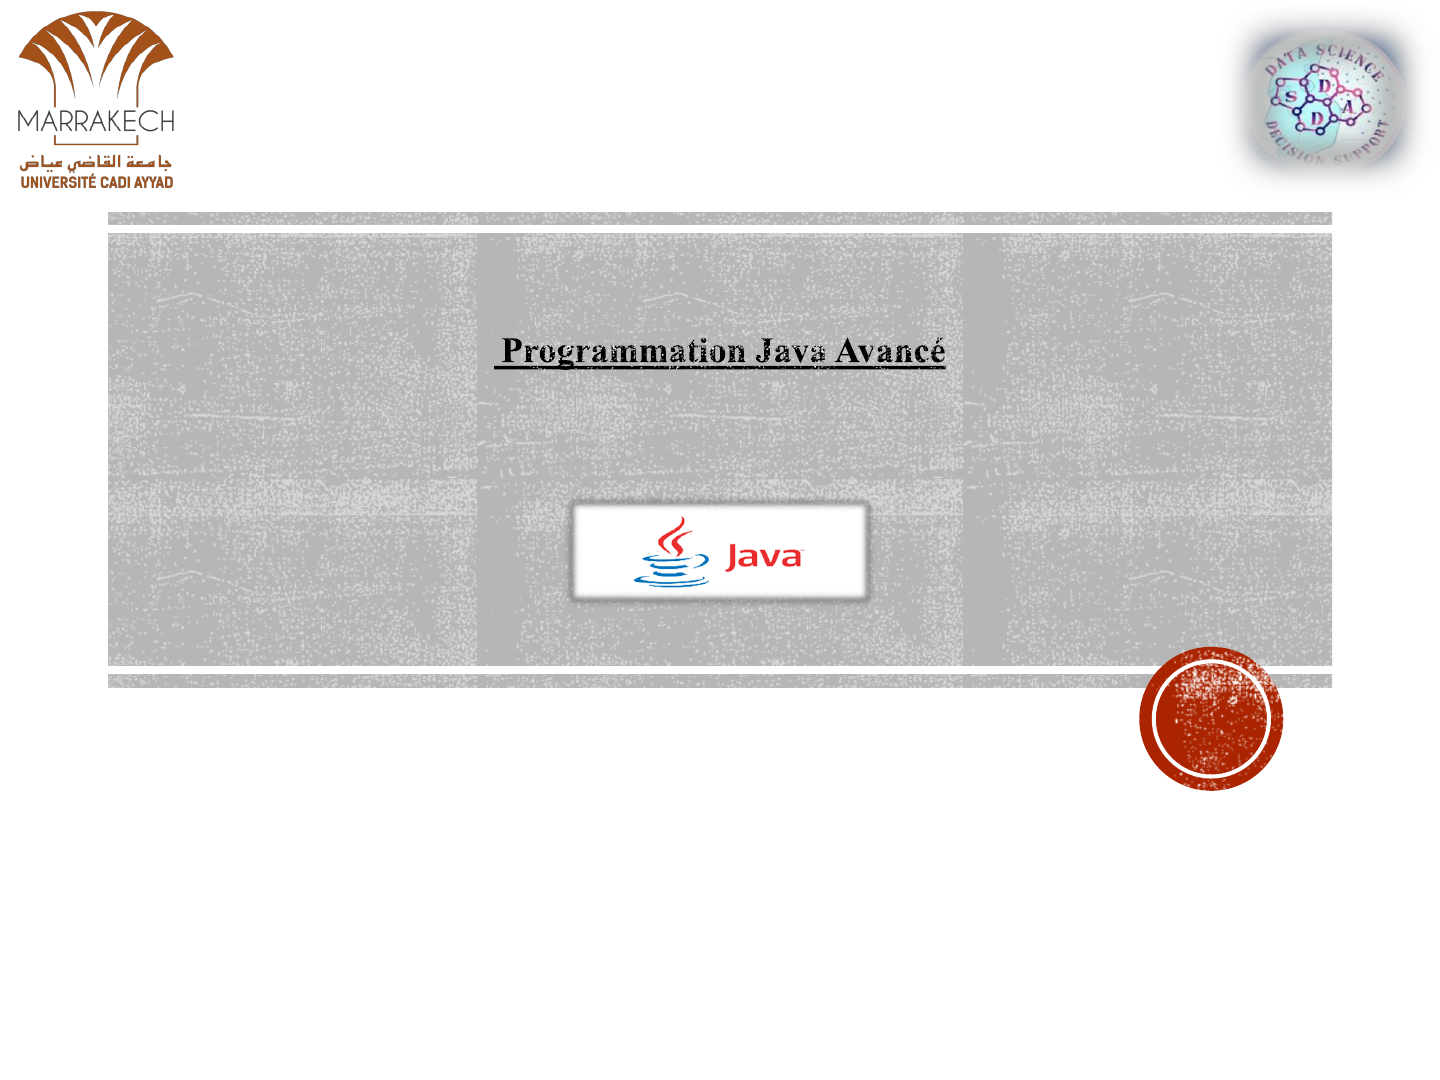 MARRAKECH
جامعة القاضي عياض
UNIVERSITÉ CADI AYYAD
DATA SCIENCE
S D D A
DECISION SUPPORT
Programmation Java Avancé
Java